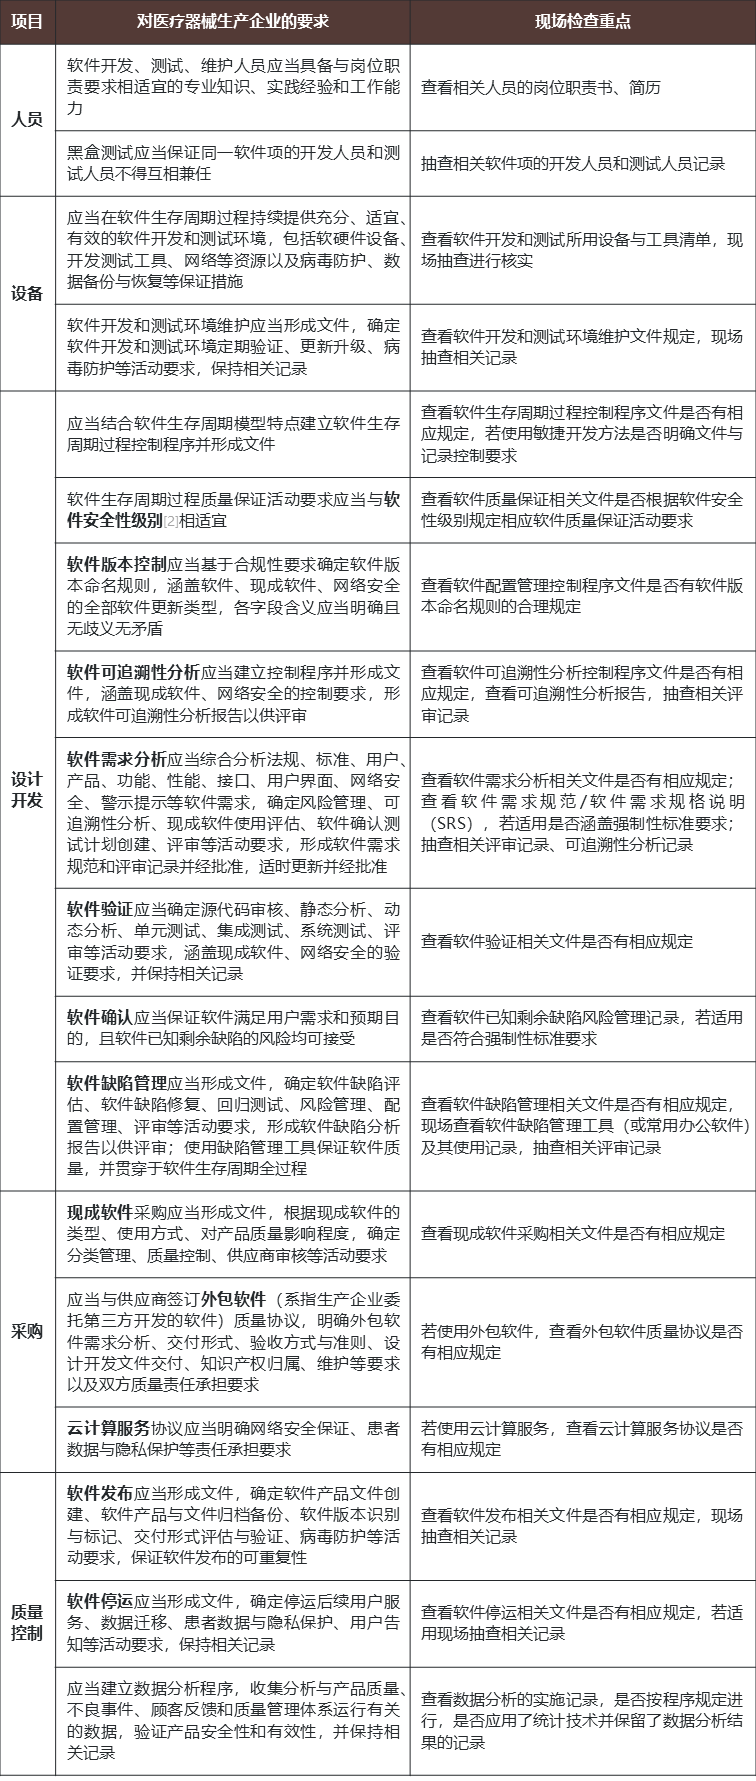 项目 对医疗器械生产企业的要求 现场检查重点
人员
软件开发、测试、维护人员应当具备与岗位职
责要求相适宜的专业知识、实践经验和工作能
力
查看相关人员的岗位职责书、简历
黑盒测试应当保证同一软件项的开发人员和测
试人员不得互相兼任
抽查相关软件项的开发人员和测试人员记录
设备
应当在软件生存周期过程持续提供充分、适宜、
有效的软件开发和测试环境，包括软硬件设备、
开发测试工具、网络等资源以及病毒防护、数
据备份与恢复等保证措施
查看软件开发和测试所用设备与工具清单，现
场抽查进行核实
软件开发和测试环境维护应当形成文件，确定
软件开发和测试环境定期验证、更新升级、病
毒防护等活动要求，保持相关记录
查看软件开发和测试环境维护文件规定，现场
抽查相关记录
设计
开发
应当结合软件生存周期模型特点建立软件生存
周期过程控制程序并形成文件
查看软件生存周期过程控制程序文件是否有相
应规定，若使用敏捷开发方法是否明确文件与
记录控制要求
软件生存周期过程质量保证活动要求应当与软
件安全性级别[2]相适宜
查看软件质量保证相关文件是否根据软件安全
性级别规定相应软件质量保证活动要求
软件版本控制应当基于合规性要求确定软件版
本命名规则，涵盖软件、现成软件、网络安全
的全部软件更新类型，各字段含义应当明确且
无歧义无矛盾
查看软件配置管理控制程序文件是否有软件版
本命名规则的合理规定
软件可追溯性分析应当建立控制程序并形成文
件，涵盖现成软件、网络安全的控制要求，形
成软件可追溯性分析报告以供评审
查看软件可追溯性分析控制程序文件是否有相
应规定，查看可追溯性分析报告，抽查相关评
审记录
软件需求分析应当综合分析法规、标准、用户、
产品、功能、性能、接口、用户界面、网络安
全、警示提示等软件需求，确定风险管理、可
追溯性分析、现成软件使用评估、软件确认测
试计划创建、评审等活动要求，形成软件需求
规范和评审记录并经批准，适时更新并经批准
查看软件需求分析相关文件是否有相应规定；
查看软件需求规范/软件需求规格说明
（SRS），若适用是否涵盖强制性标准要求；
抽查相关评审记录、可追溯性分析记录
软件验证应当确定源代码审核、静态分析、动
态分析、单元测试、集成测试、系统测试、评
审等活动要求，涵盖现成软件、网络安全的验
证要求，并保持相关记录
查看软件验证相关文件是否有相应规定
软件确认应当保证软件满足用户需求和预期目
的，且软件已知剩余缺陷的风险均可接受
查看软件已知剩余缺陷风险管理记录，若适用
是否符合强制性标准要求
软件缺陷管理应当形成文件，确定软件缺陷评
估、软件缺陷修复、回归测试、风险管理、配
置管理、评审等活动要求，形成软件缺陷分析
报告以供评审；使用缺陷管理工具保证软件质
量，并贯穿于软件生存周期全过程
查看软件缺陷管理相关文件是否有相应规定，
现场查看软件缺陷管理工具（或常用办公软件）
及其使用记录，抽查相关评审记录
采购
现成软件采购应当形成文件，根据现成软件的
类型、使用方式、对产品质量影响程度，确定
分类管理、质量控制、供应商审核等活动要求
查看现成软件采购相关文件是否有相应规定
应当与供应商签订外包软件（系指生产企业委
托第三方开发的软件）质量协议，明确外包软
件需求分析、交付形式、验收方式与准则、设
计开发文件交付、知识产权归属、维护等要求
以及双方质量责任承担要求
若使用外包软件，查看外包软件质量协议是否
有相应规定
云计算服务协议应当明确网络安全保证、患者
数据与隐私保护等责任承担要求
若使用云计算服务，查看云计算服务协议是否
有相应规定
质量
控制
软件发布应当形成文件，确定软件产品文件创
建、软件产品与文件归档备份、软件版本识别
与标记、交付形式评估与验证、病毒防护等活
动要求，保证软件发布的可重复性
查看软件发布相关文件是否有相应规定，现场
抽查相关记录
软件停运应当形成文件，确定停运后续用户服
务、数据迁移、患者数据与隐私保护、用户告
知等活动要求，保持相关记录
查看软件停运相关文件是否有相应规定，若适
用现场抽查相关记录
应当建立数据分析程序，收集分析与产品质量、
不良事件、顾客反馈和质量管理体系运行有关
的数据，验证产品安全性和有效性，并保持相
关记录
查看数据分析的实施记录，是否按程序规定进
行，是否应用了统计技术并保留了数据分析结
果的记录